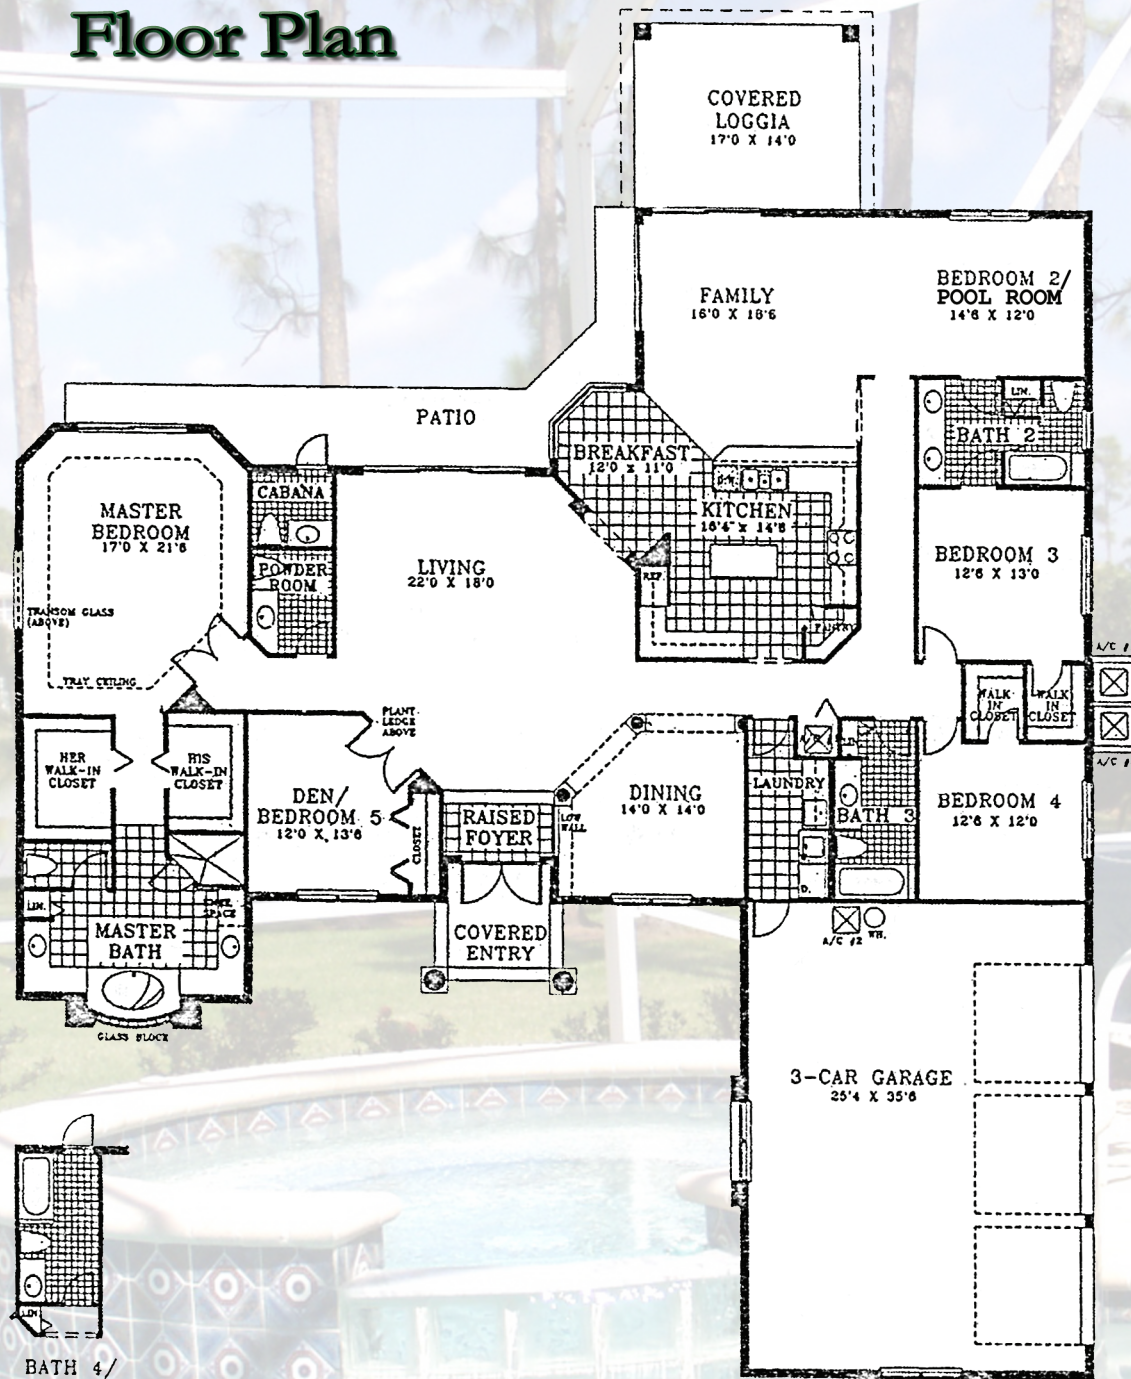 Floor Plan
COVERED
LOGGIA
17'0 X 14'0
FAMILY
16'0 X 18'6
BEDROOM 2/
POOL ROOM
14'6 X 12'0
PATIO
BREAKFAST
12'0 X 11'0
LIN.
BATH 2
D.W.
KITCHEN
16'4" X 14'6
MASTER
BEDROOM
17'0 X 21'6
CABANA
POWDER
ROOM
LIVING
22'0 X 18'0
REF.
PANTRY
BEDROOM 3
12'6 X 13'0
TRANSOM GLASS
(ABOVE)
TRAY CEILING
A/C #
WALK
IN
CLOSET
WALK
IN
CLOSET
A/C #
PLANT
LEDGE
ABOVE
HER
WALK-IN
CLOSET
HIS
WALK-IN
CLOSET
DEN/
BEDROOM 5
12'0 X 13'6
CLOSET
RAISED
FOYER
LOW
WALL
DINING
14'0 X 14'0
LAUNDRY
D.
BATH 3
BEDROOM 4
12'6 X 12'0
LIN.
SPACE
MASTER
BATH
GLASS BLOCK
COVERED
ENTRY
A/C #2
WH.
3-CAR GARAGE
25'4 X 35'6
LIN
BATH 4/